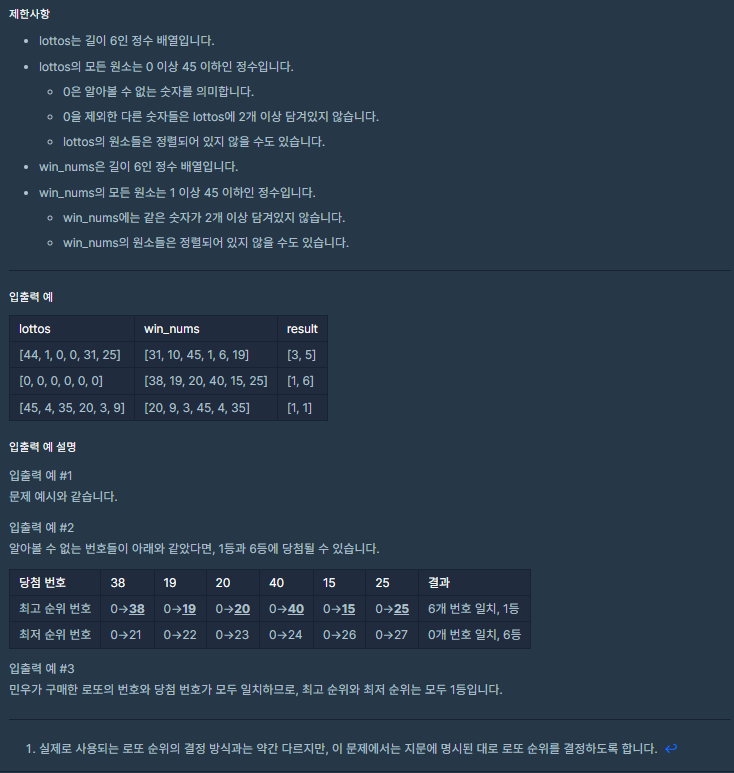 제한사항
lottos는 길이 6인 정수 배열입니다.
lottos의 모든 원소는 0 이상 45 이하인 정수입니다.
0은 알아볼 수 없는 숫자를 의미합니다.
0을 제외한 다른 숫자들은 lottos에 2개 이상 담겨있지 않습니다.
lottos의 원소들은 정렬되어 있지 않을 수도 있습니다.
win_nums은 길이 6인 정수 배열입니다.
win_nums의 모든 원소는 1 이상 45 이하인 정수입니다.
win_nums에는 같은 숫자가 2개 이상 담겨있지 않습니다.
win_nums의 원소들은 정렬되어 있지 않을 수도 있습니다.
입출력 예
lottos win_nums result
[44, 1, 0, 0, 31, 25] [31, 10, 45, 1, 6, 19] [3, 5]
[0, 0, 0, 0, 0, 0] [38, 19, 20, 40, 15, 25] [1, 6]
[45, 4, 35, 20, 3, 9] [20, 9, 3, 45, 4, 35] [1, 1]
입출력 예 설명
입출력 예 #1
문제 예시와 같습니다.
입출력 예 #2
알아볼 수 없는 번호들이 아래와 같았다면, 1등과 6등에 당첨될 수 있습니다.
당첨 번호 38 19 20 40 15 25 결과
최고 순위 번호 0→38 0→19 0→20 0→40 0→15 0→25 6개 번호 일치, 1등
최저 순위 번호 0→21 0→22 0→23 0→24 0→26 0→27 0개 번호 일치, 6등
입출력 예 #3
민우가 구매한 로또의 번호와 당첨 번호가 모두 일치하므로, 최고 순위와 최저 순위는 모두 1등입니다.
1. 실제로 사용되는 로또 순위의 결정 방식과는 약간 다르지만, 이 문제에서는 지문에 명시된 대로 로또 순위를 결정하도록 합니다. ↩